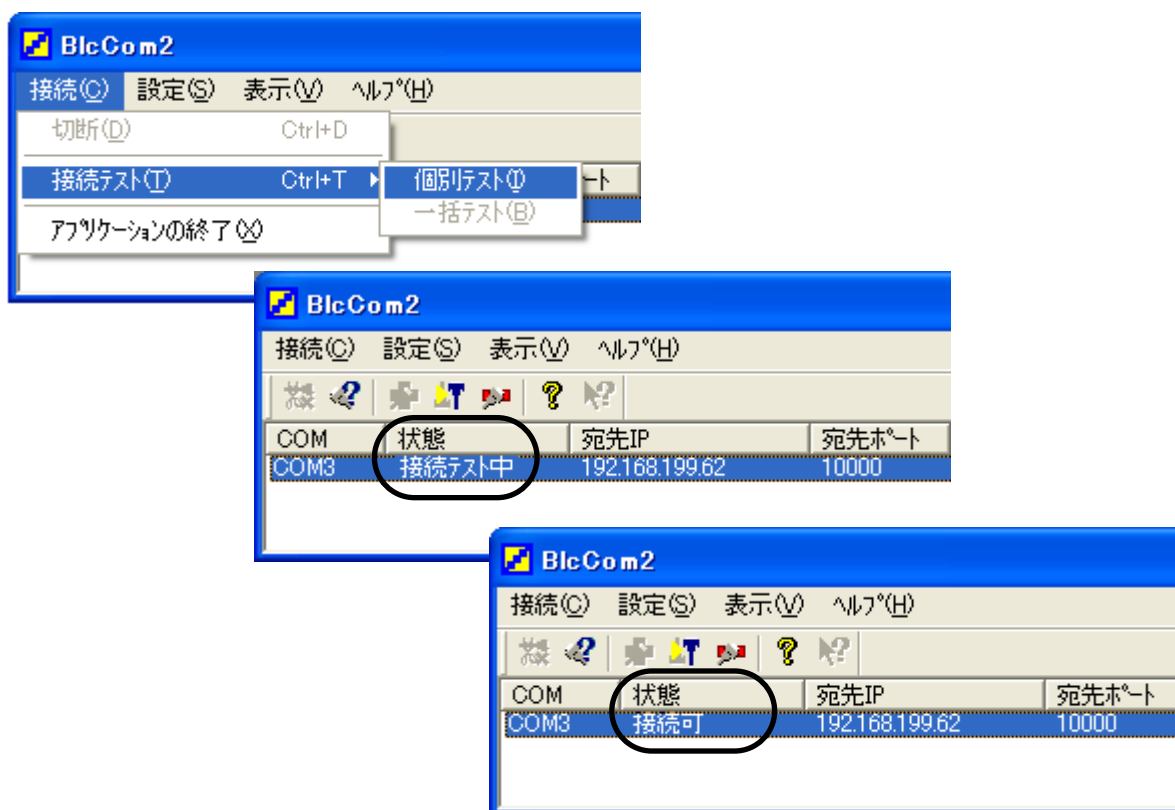 BlcCom2
接続(C) 設定(S) 表示(V) ﾍﾙﾌﾟ(H)
切断(D) Ctrl+D
接続テスト(T) Ctrl+T 個別テスト(I) ート
一括テスト(B)
ｱﾌﾟﾘｹｰｼｮﾝの終了(X)
BlcCom2
接続(C) 設定(S) 表示(V) ﾍﾙﾌﾟ(H)
COM 状態 宛先IP 宛先ﾎﾟｰﾄ
COM3 接続テスト中 192.168.199.62 10000
BlcCom2
接続(C) 設定(S) 表示(V) ﾍﾙﾌﾟ(H)
COM 状態 宛先IP 宛先ﾎﾟｰﾄ
COM3 接続可 192.168.199.62 10000